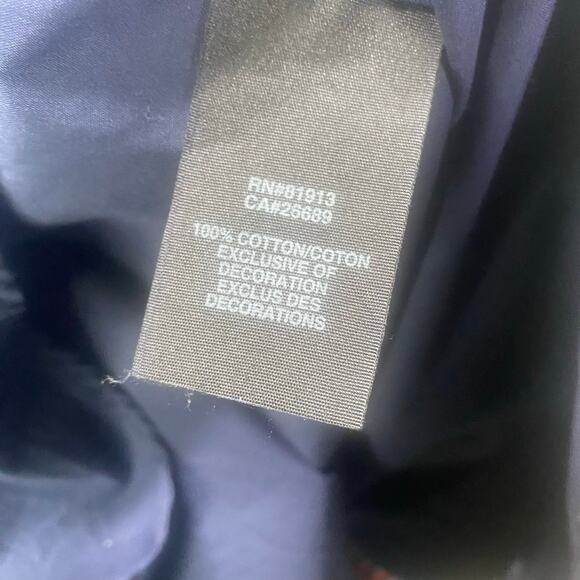 RN#81913
CA#26689
100% COTTON/COTON
EXCLUSIVE OF
DECORATION
EXCLUS DES
DECORATIONS